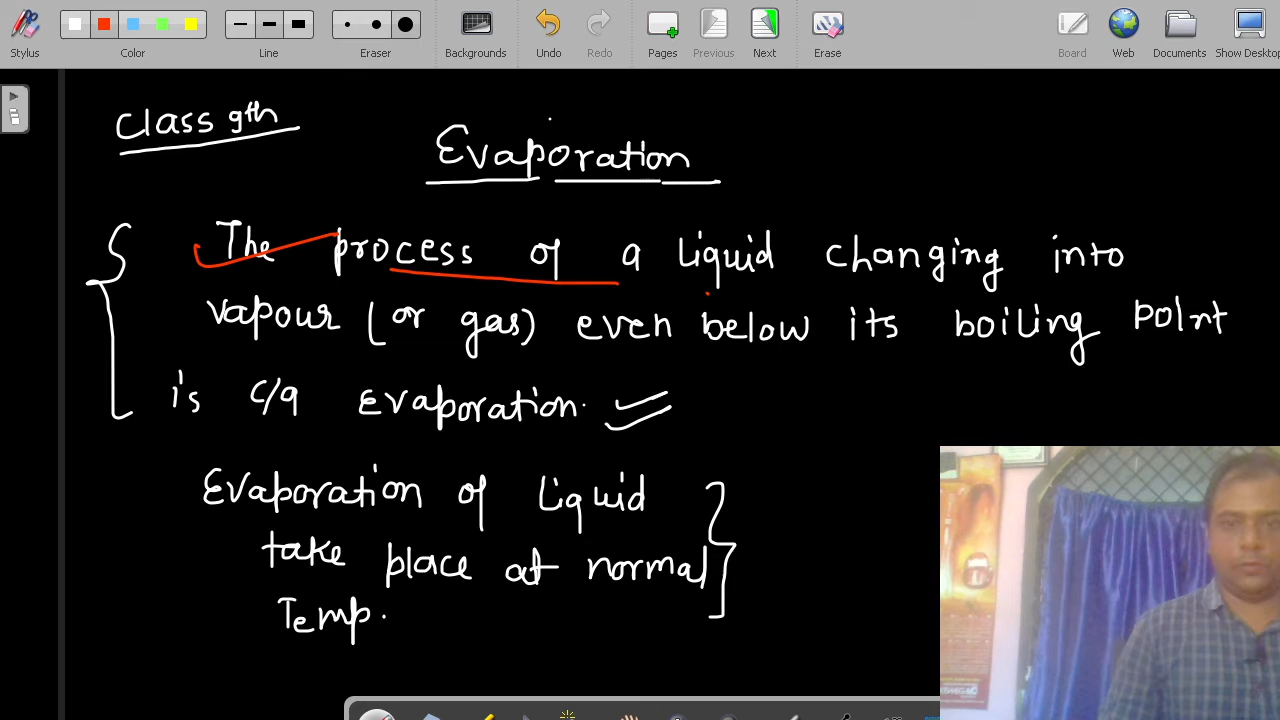 Stylus
Color
Line
Eraser
Backgrounds
Undo
Redo
Pages
Previous
Next
Erase
Board
Web
Documents
Show Desktop
Class 9th
Evaporation
The process of a liquid changing into
vapour (or gas) even below its boiling point
is c/a Evaporation.
Evaporation of Liquid
take place at normal
Temp.